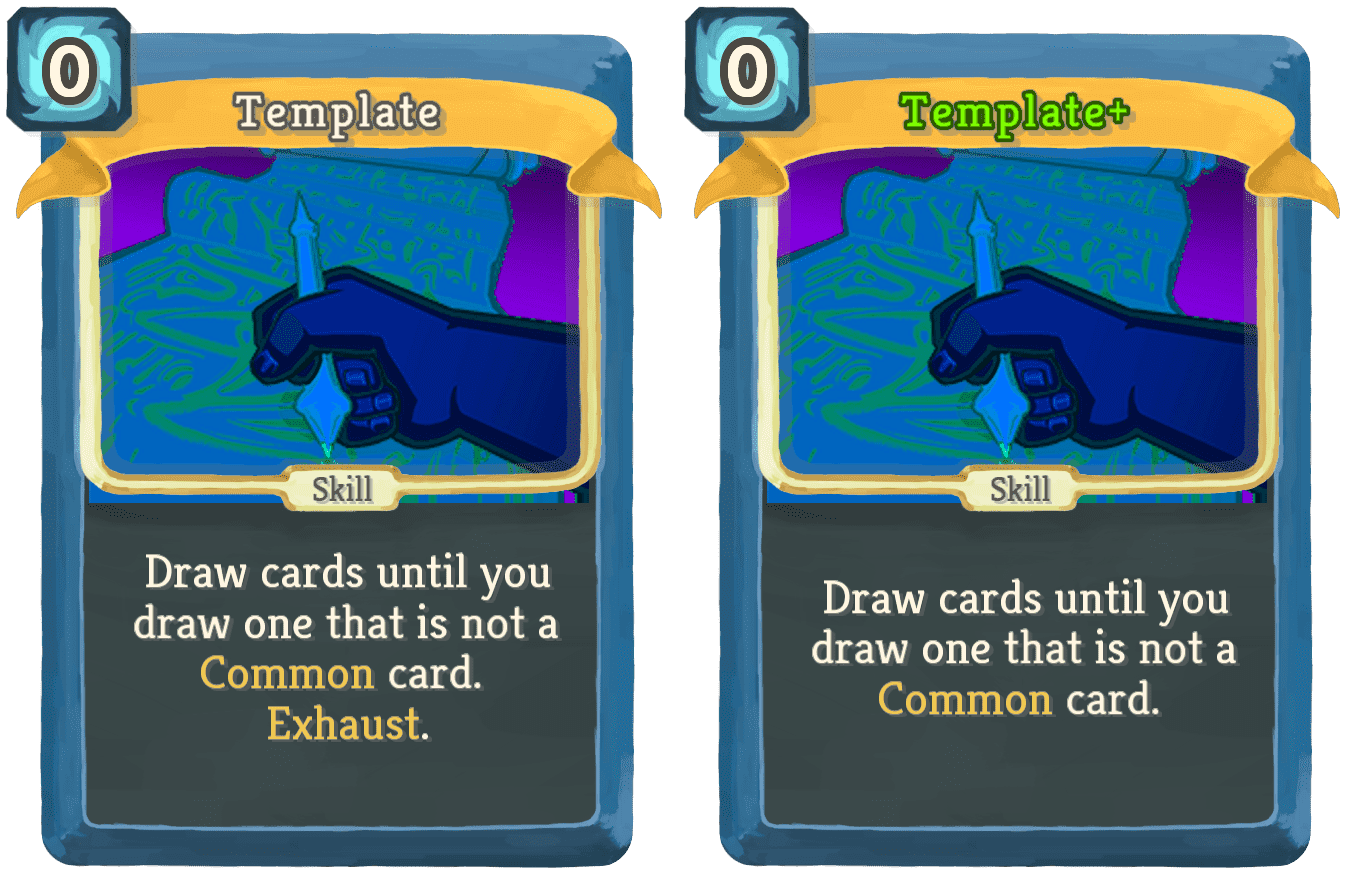 0
Template
Skill
Draw cards until you
draw one that is not a
Common card.
Exhaust.
0
Template+
Skill
Draw cards until you
draw one that is not a
Common card.